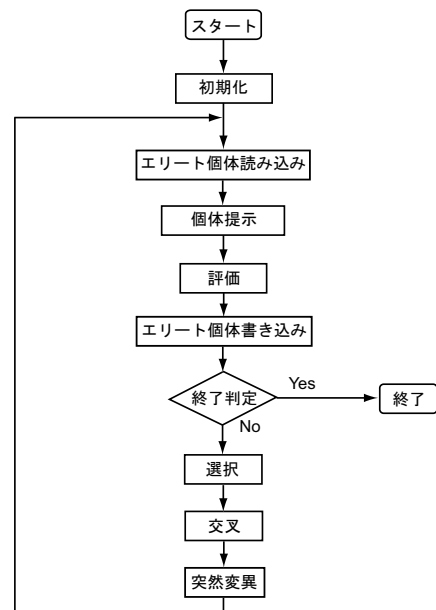 スタート
初期化
エリート個体読み込み
個体提示
評価
エリート個体書き込み
終了判定
Yes
終了
No
選択
交叉
突然変異